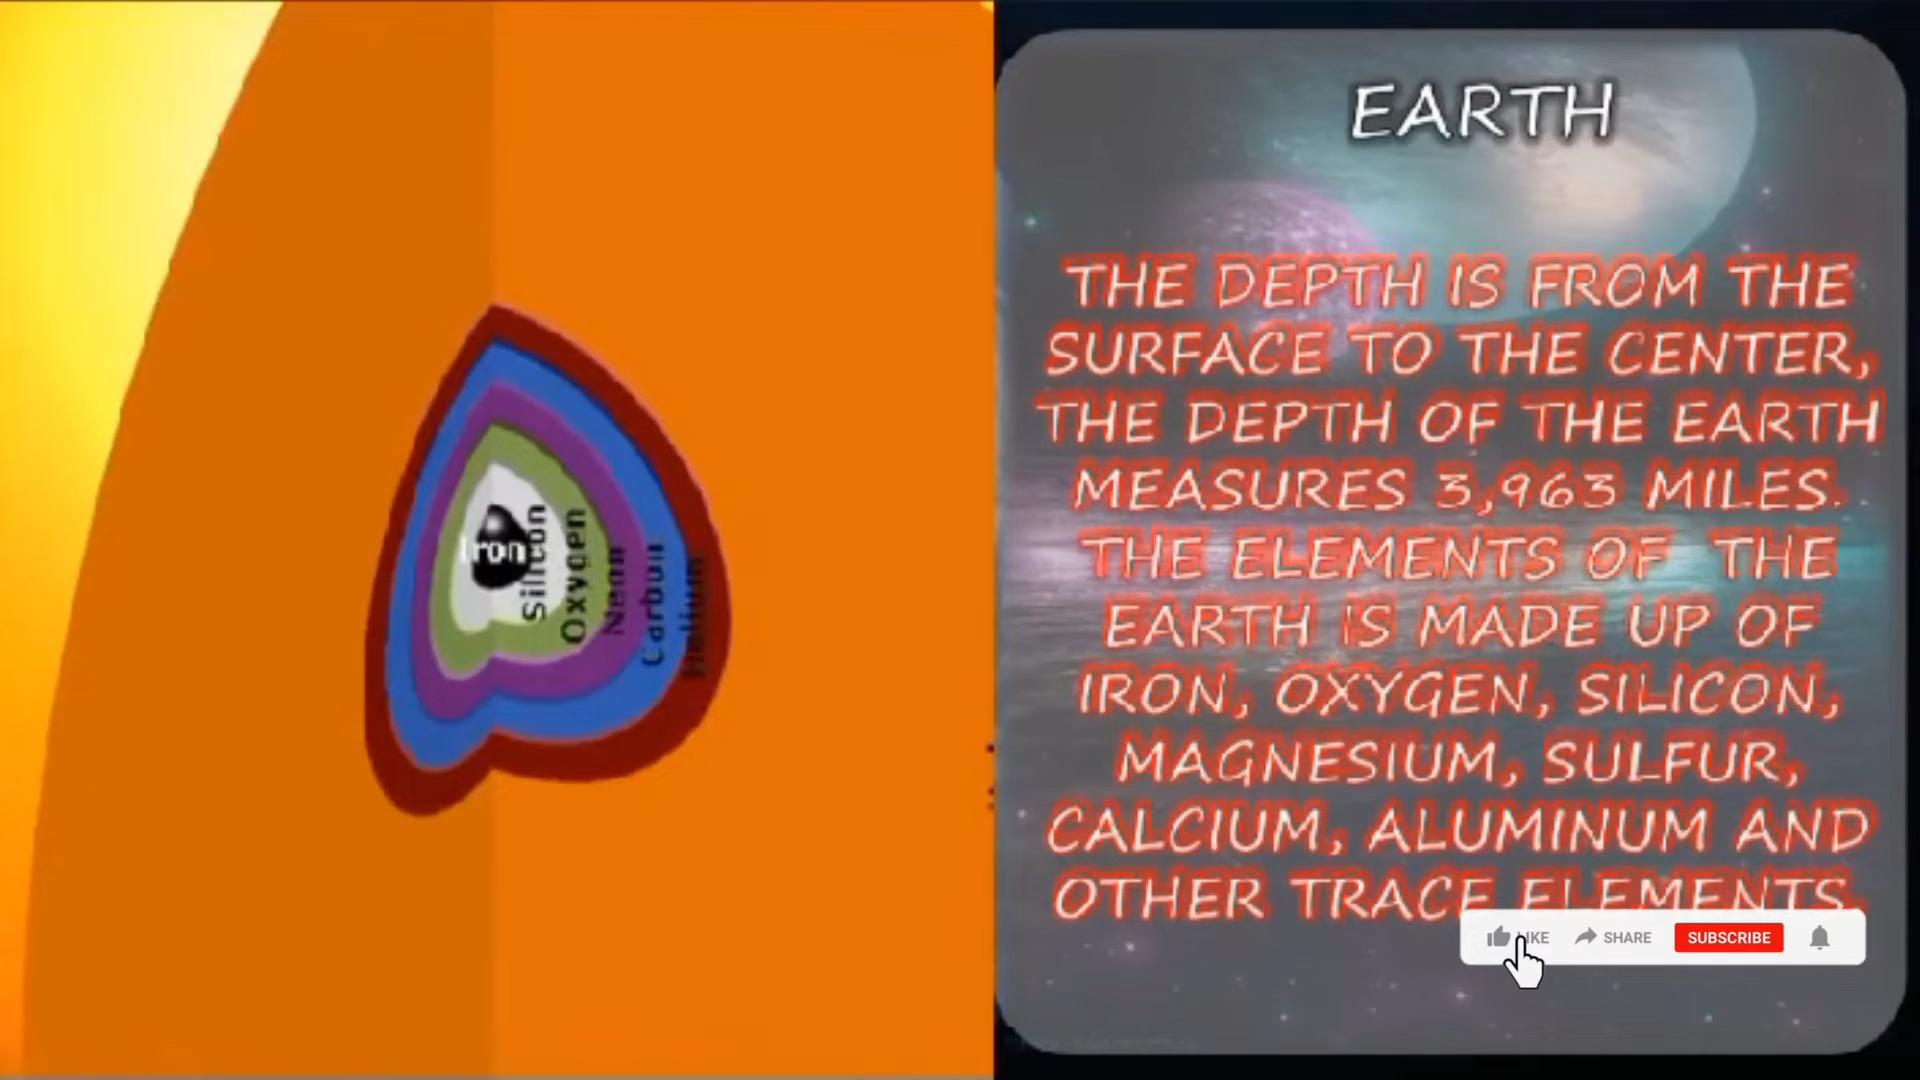 Iron
Silicon
Oxygen
Neon
Carbon
Helium
EARTH
THE DEPTH IS FROM THE
SURFACE TO THE CENTER,
THE DEPTH OF THE EARTH
MEASURES 3,963 MILES.
THE ELEMENTS OF THE
EARTH IS MADE UP OF
IRON, OXYGEN, SILICON,
MAGNESIUM, SULFUR,
CALCIUM, ALUMINUM AND
OTHER TRACE ELEMENTS.
LIKE SHARE SUBSCRIBE